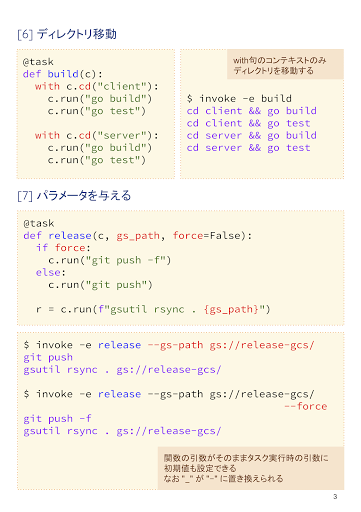 [6] ディレクトリ移動
@task
def build(c):
  with c.cd("client"):
    c.run("go build")
    c.run("go test")

  with c.cd("server"):
    c.run("go build")
    c.run("go test")
with句のコンテキストのみ
ディレクトリを移動する
$ invoke -e build
cd client && go build
cd client && go test
cd server && go build
cd server && go test
[7] パラメータを与える
@task
def release(c, gs_path, force=False):
  if force:
    c.run("git push -f")
  else:
    c.run("git push")

  r = c.run(f"gsutil rsync . {gs_path}")
$ invoke -e release --gs-path gs://release-gcs/
git push
gsutil rsync . gs://release-gcs/

$ invoke -e release --gs-path gs://release-gcs/
--force
git push -f
gsutil rsync . gs://release-gcs/
関数の引数がそのままタスク実行時の引数に
初期値も設定できる
なお "_" が "-" に置き換えられる
3